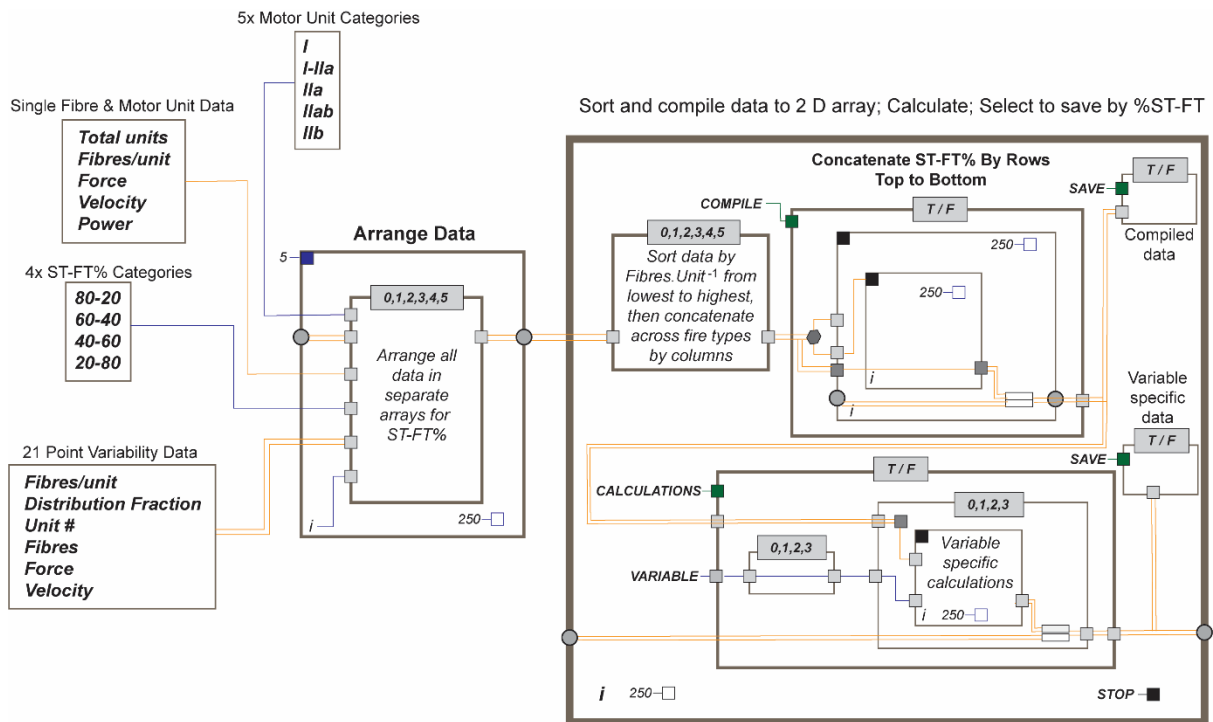 5x Motor Unit Categories
I
I-IIa
IIa
IIab
IIb
Single Fibre & Motor Unit Data
Total units
Fibres/unit
Force
Velocity
Power
4x ST-FT% Categories
80-20
60-40
40-60
20-80
21 Point Variability Data
Fibres/unit
Distribution Fraction
Unit #
Fibres
Force
Velocity
Arrange Data
5
0,1,2,3,4,5
Arrange all
data in
separate
arrays for
ST-FT%
i
250
Sort and compile data to 2 D array; Calculate; Select to save by %ST-FT
0,1,2,3,4,5
Sort data by
Fibres.Unit-1 from
lowest to highest,
then concatenate
across fire types
by columns
Concatenate ST-FT% By Rows
Top to Bottom
COMPILE
T / F
250
250
i
i
T / F
SAVE
Compiled
data
Variable
specific
data
T / F
SAVE
T / F
CALCULATIONS
0,1,2,3
VARIABLE
0,1,2,3
Variable
specific
calculations
i
250
i
250
STOP